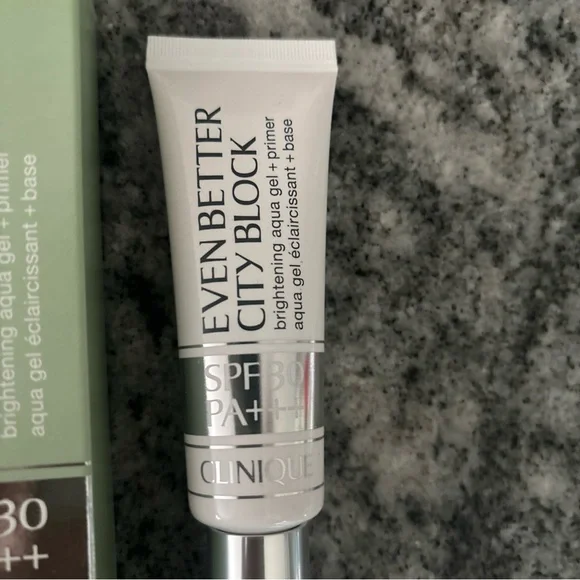 brightening aqua gel + primer
aqua gel éclaircissant + base
30
++
EVEN BETTER
CITY BLOCK
brightening aqua gel + primer
aqua gel éclaircissant + base
SPF 30
PA+++
CLINIQUE